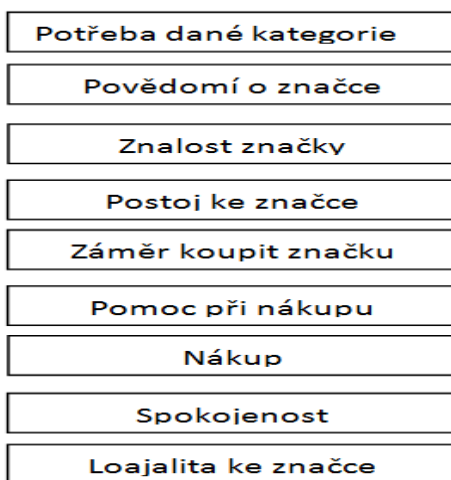 Potřeba dané kategorie
Povědomí o značce
Znalost značky
Postoj ke značce
Záměr koupit značku
Pomoc při nákupu
Nákup
Spokojenost
Loajalita ke značce